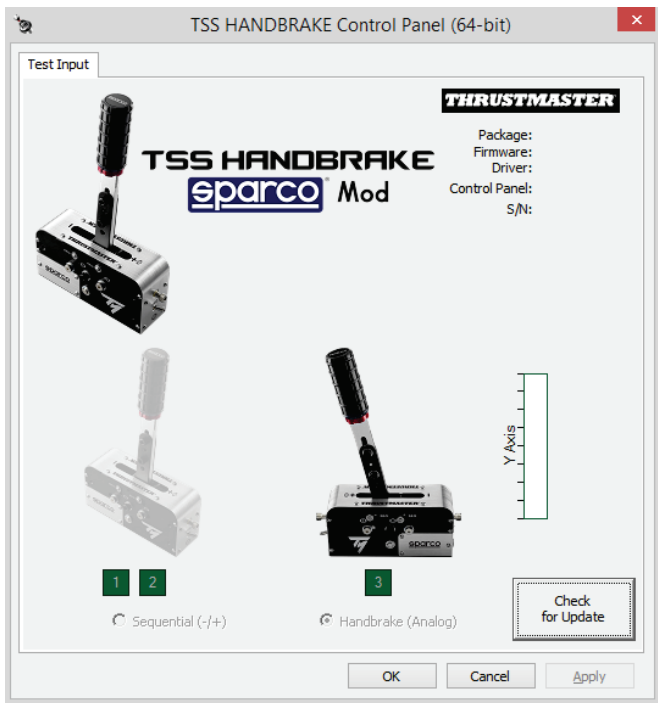 TSS HANDBRAKE Control Panel (64-bit)
Test Input
THRUSTMASTER
Package:
Firmware:
Driver:
Control Panel:
S/N:
TSS HANDBRAKE
sparco Mod
Y Axis
1 2
3
Sequential (-/+)
Handbrake (Analog)
Check
for Update
OK Cancel Apply